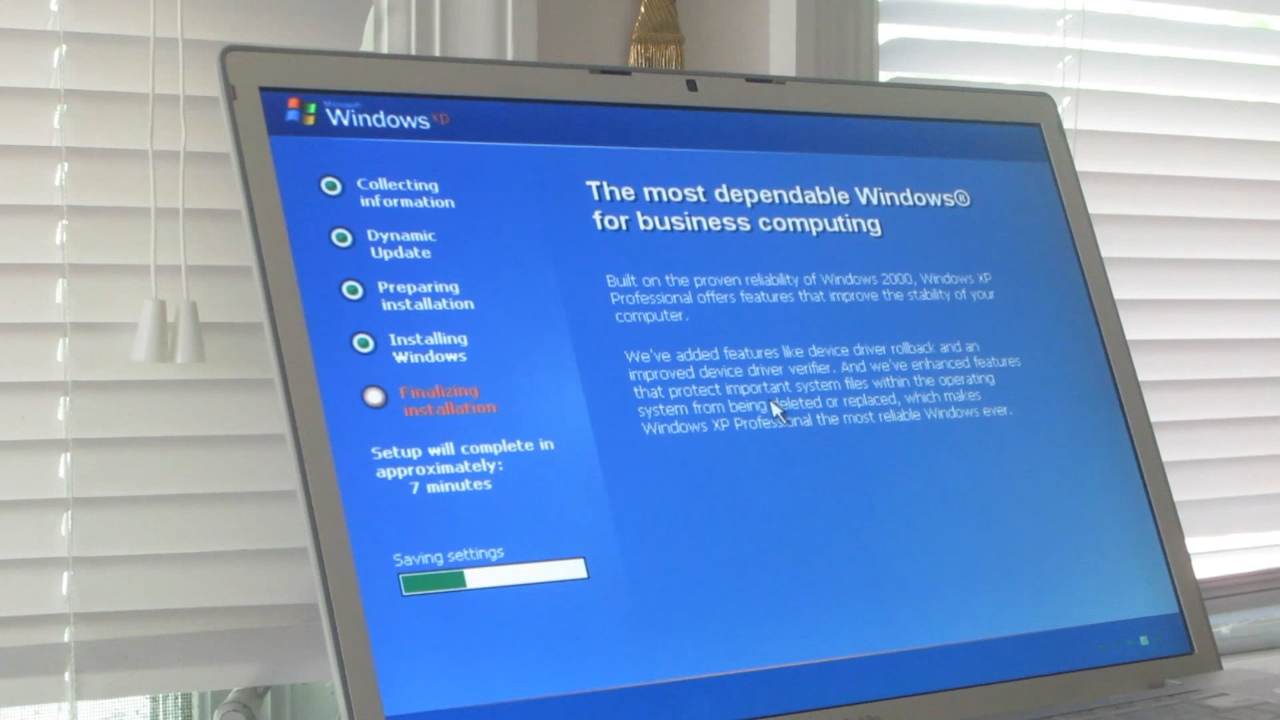 Microsoft
Windows xp
Collecting
information
Dynamic
Update
Preparing
installation
Installing
Windows
Finalizing
installation
Setup will complete in
approximately:
7 minutes
Saving settings
The most dependable Windows®
for business computing
Built on the proven reliability of Windows 2000, Windows XP
Professional offers features that improve the stability of your
computer.
We've added features like device driver rollback and an
improved device driver verifier. And we've enhanced features
that protect important system files within the operating
system from being deleted or replaced, which makes
Windows XP Professional the most reliable Windows ever.